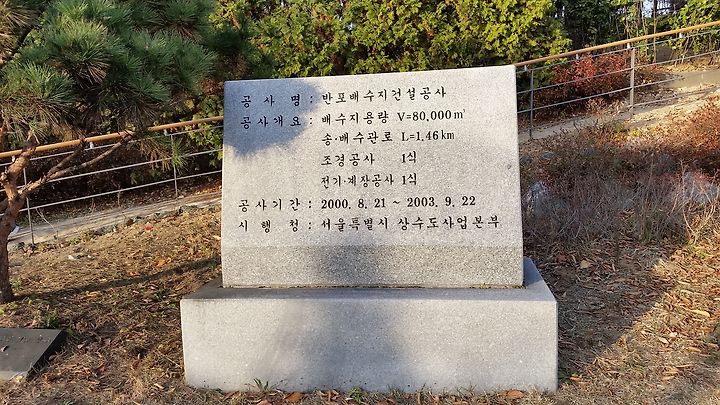 공 사 명 : 반포배수지건설공사
공사개요 : 배수지용량 V=80,000㎥
송·배수관로 L=1.46㎞
조경공사 1식
전기·계장공사 1식
공사기간 : 2000. 8. 21 ~ 2003. 9. 22
시 행 청 : 서울특별시 상수도사업본부